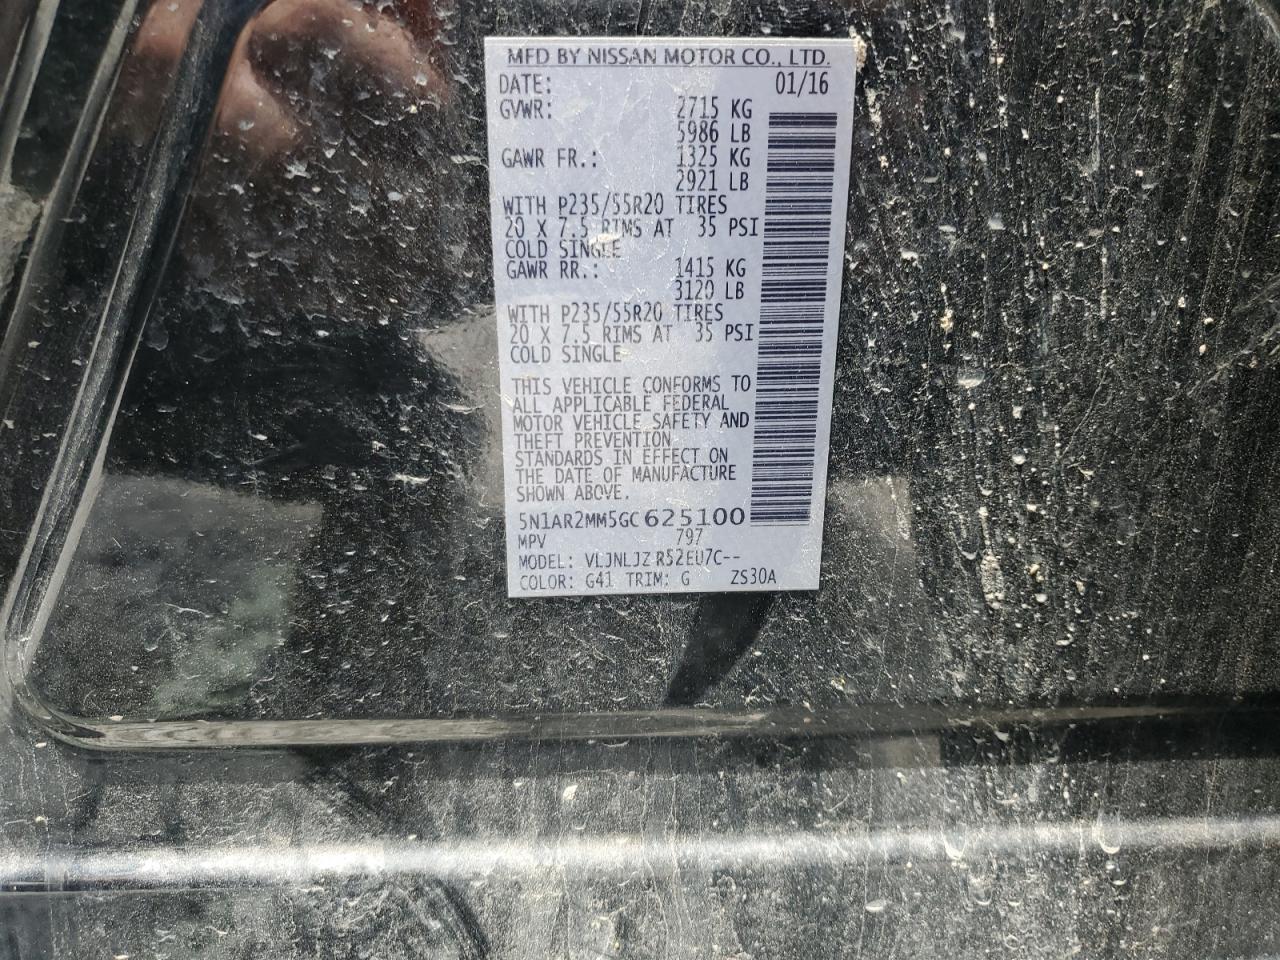 MFD BY NISSAN MOTOR CO., LTD.
DATE: 01/16
GVWR: 2715 KG
5986 LB
GAWR FR.: 1325 KG
2921 LB
WITH P235/55R20 TIRES
20 X 7.5 RIMS AT 35 PSI
COLD SINGLE
GAWR RR.: 1415 KG
3120 LB
WITH P235/55R20 TIRES
20 X 7.5 RIMS AT 35 PSI
COLD SINGLE
THIS VEHICLE CONFORMS TO
ALL APPLICABLE FEDERAL
MOTOR VEHICLE SAFETY AND
THEFT PREVENTION
STANDARDS IN EFFECT ON
THE DATE OF MANUFACTURE
SHOWN ABOVE.
5N1AR2MM5GC625100
MPV 797
MODEL: VLJNLJZ R52EU7C--
COLOR: G41 TRIM: G ZS30A